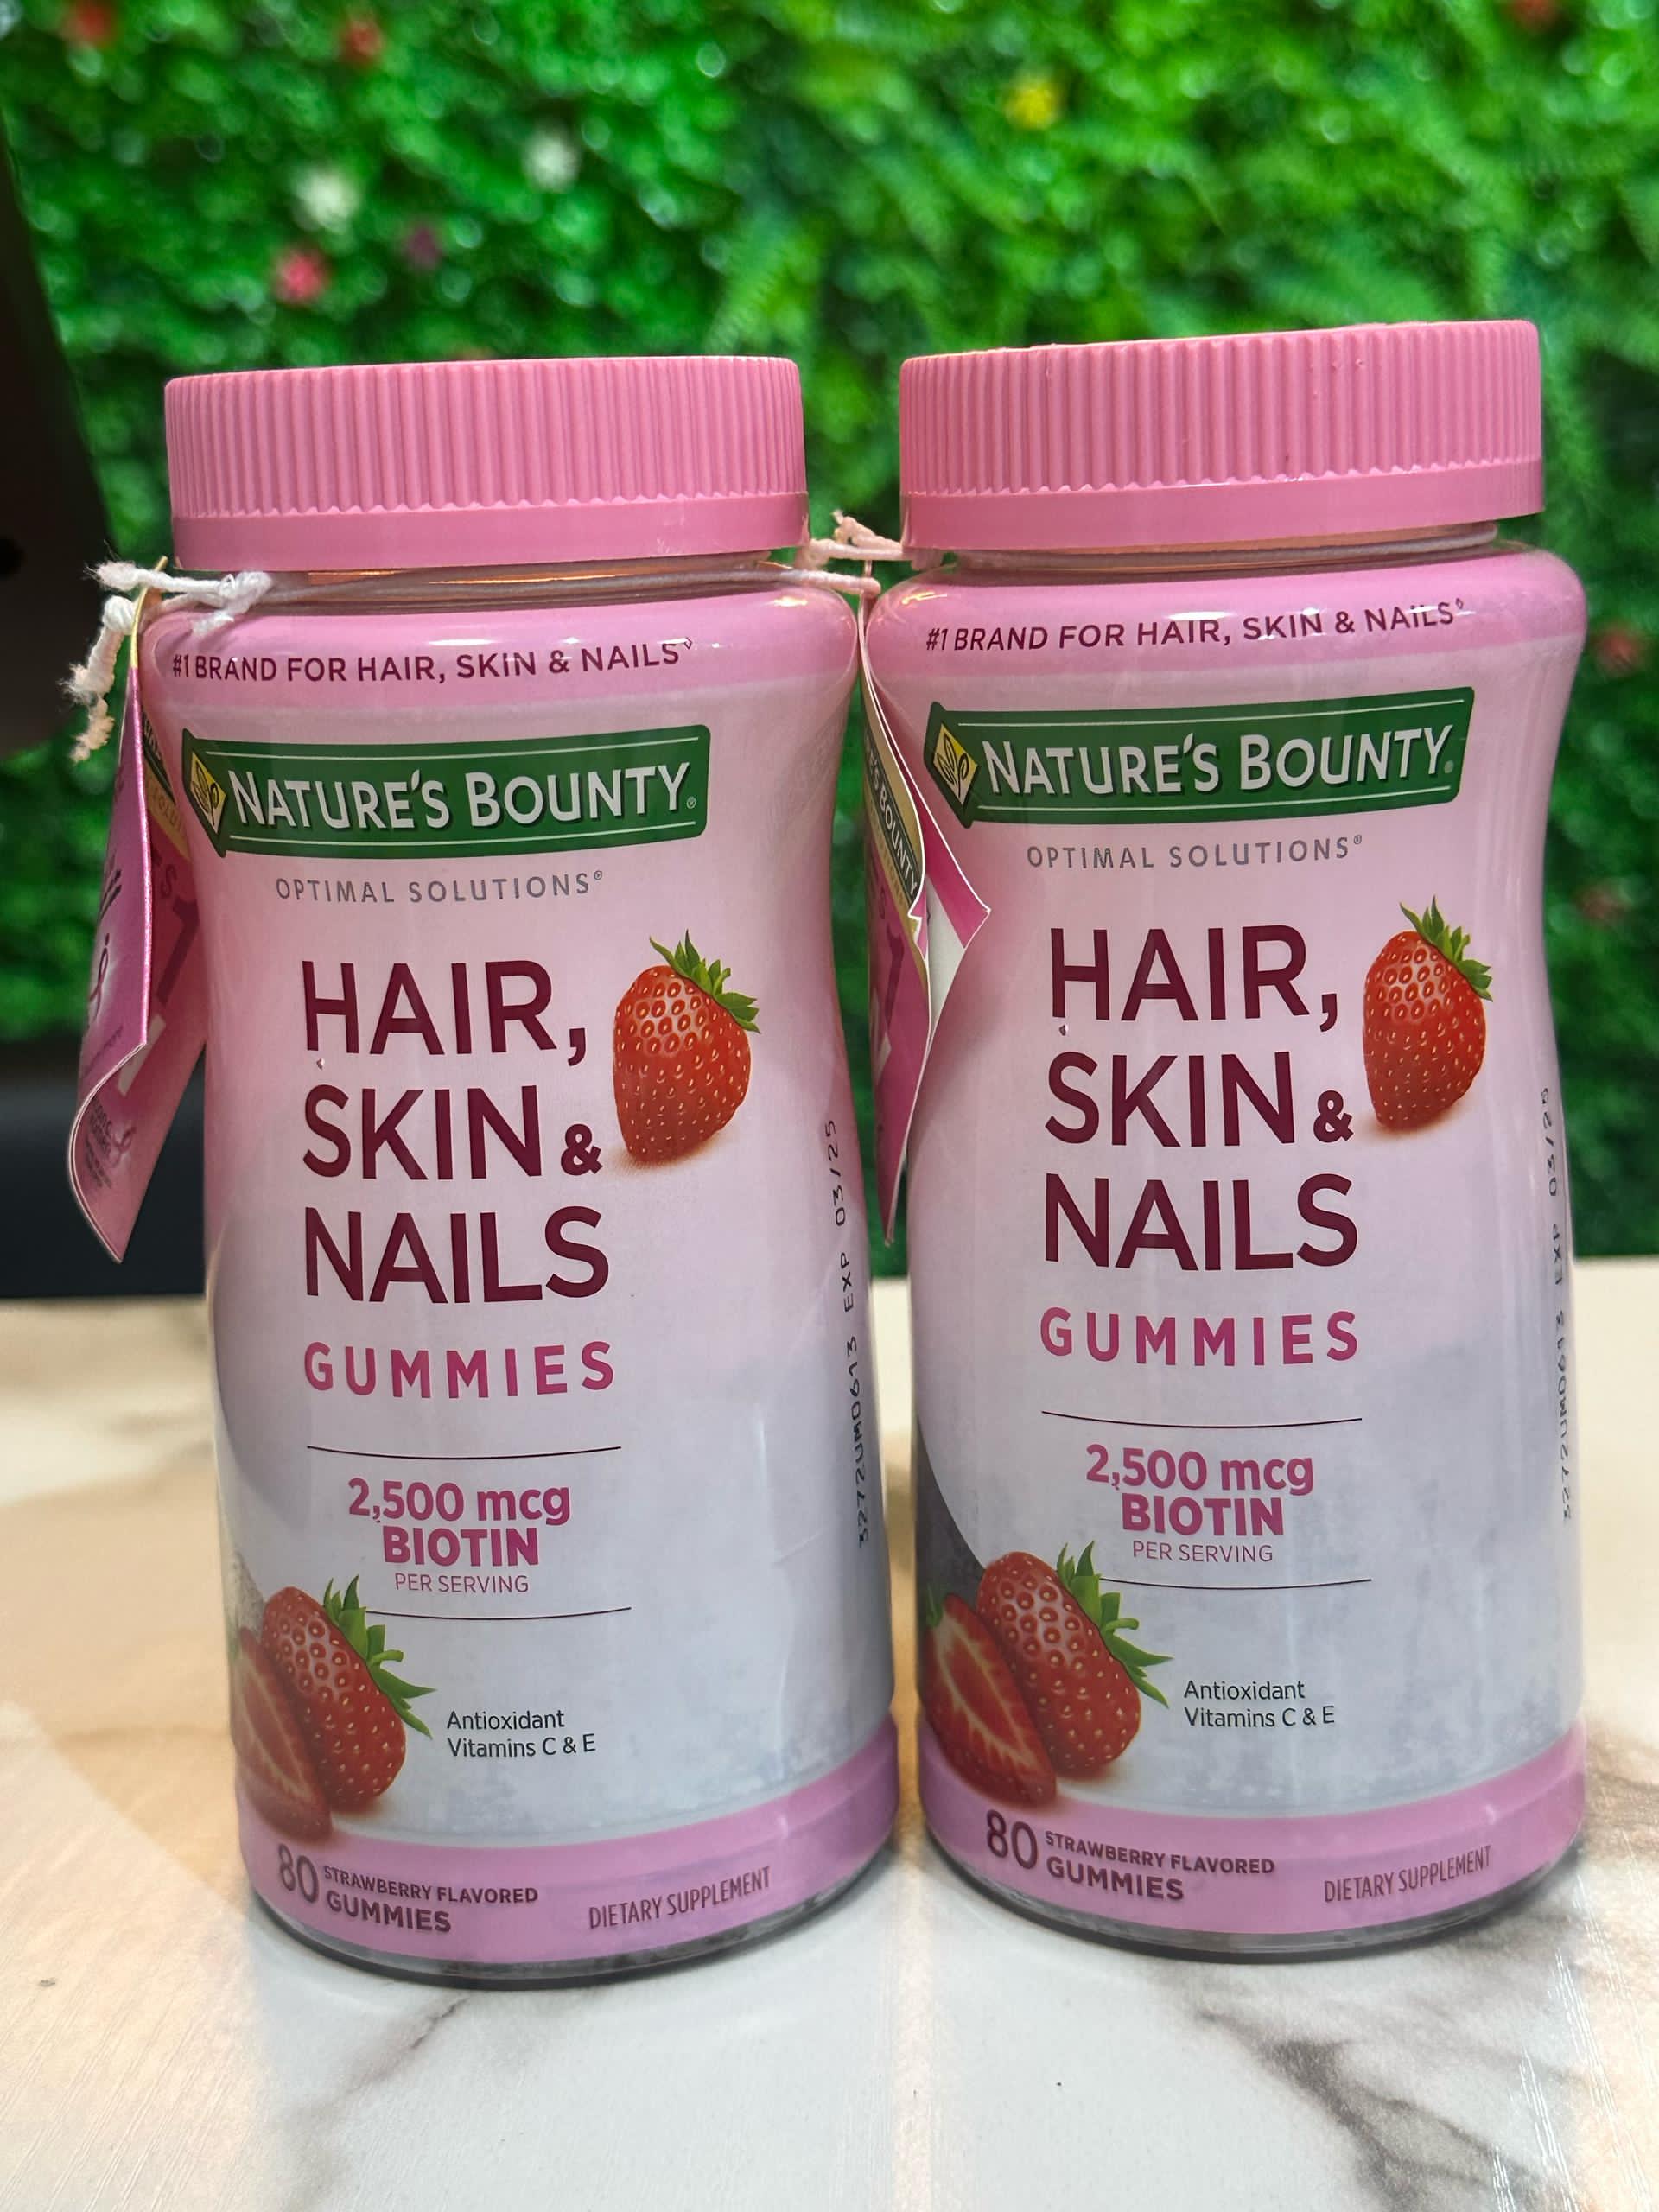 #1 BRAND FOR HAIR, SKIN & NAILS◊
NATURE'S BOUNTY®
OPTIMAL SOLUTIONS®
HAIR,
SKIN &
NAILS
GUMMIES
2,500 mcg
BIOTIN
PER SERVING
Antioxidant
Vitamins C & E
80 STRAWBERRY FLAVORED
GUMMIES
DIETARY SUPPLEMENT
EXP 03/25
NATURE'S BOUNTY
#1 BRAND FOR HAIR, SKIN & NAILS◊
NATURE'S BOUNTY®
OPTIMAL SOLUTIONS®
HAIR,
SKIN &
NAILS
GUMMIES
2,500 mcg
BIOTIN
PER SERVING
Antioxidant
Vitamins C & E
80 STRAWBERRY FLAVORED
GUMMIES
DIETARY SUPPLEMENT
EXP 03/25